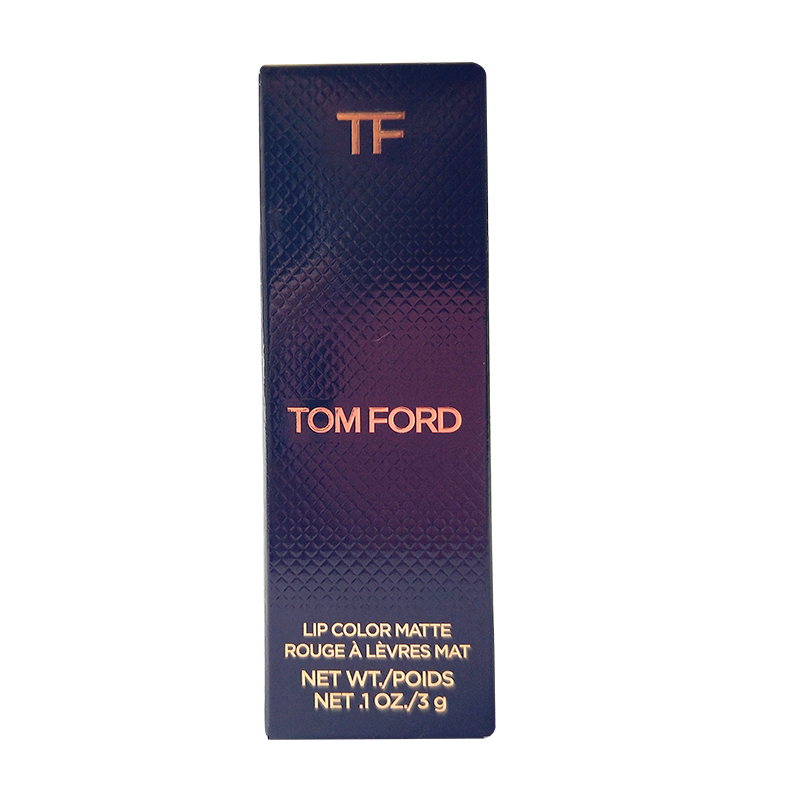 TF
TOM FORD
LIP COLOR MATTE
ROUGE À LÈVRES MAT
NET WT./POIDS
NET .1 OZ./3 g